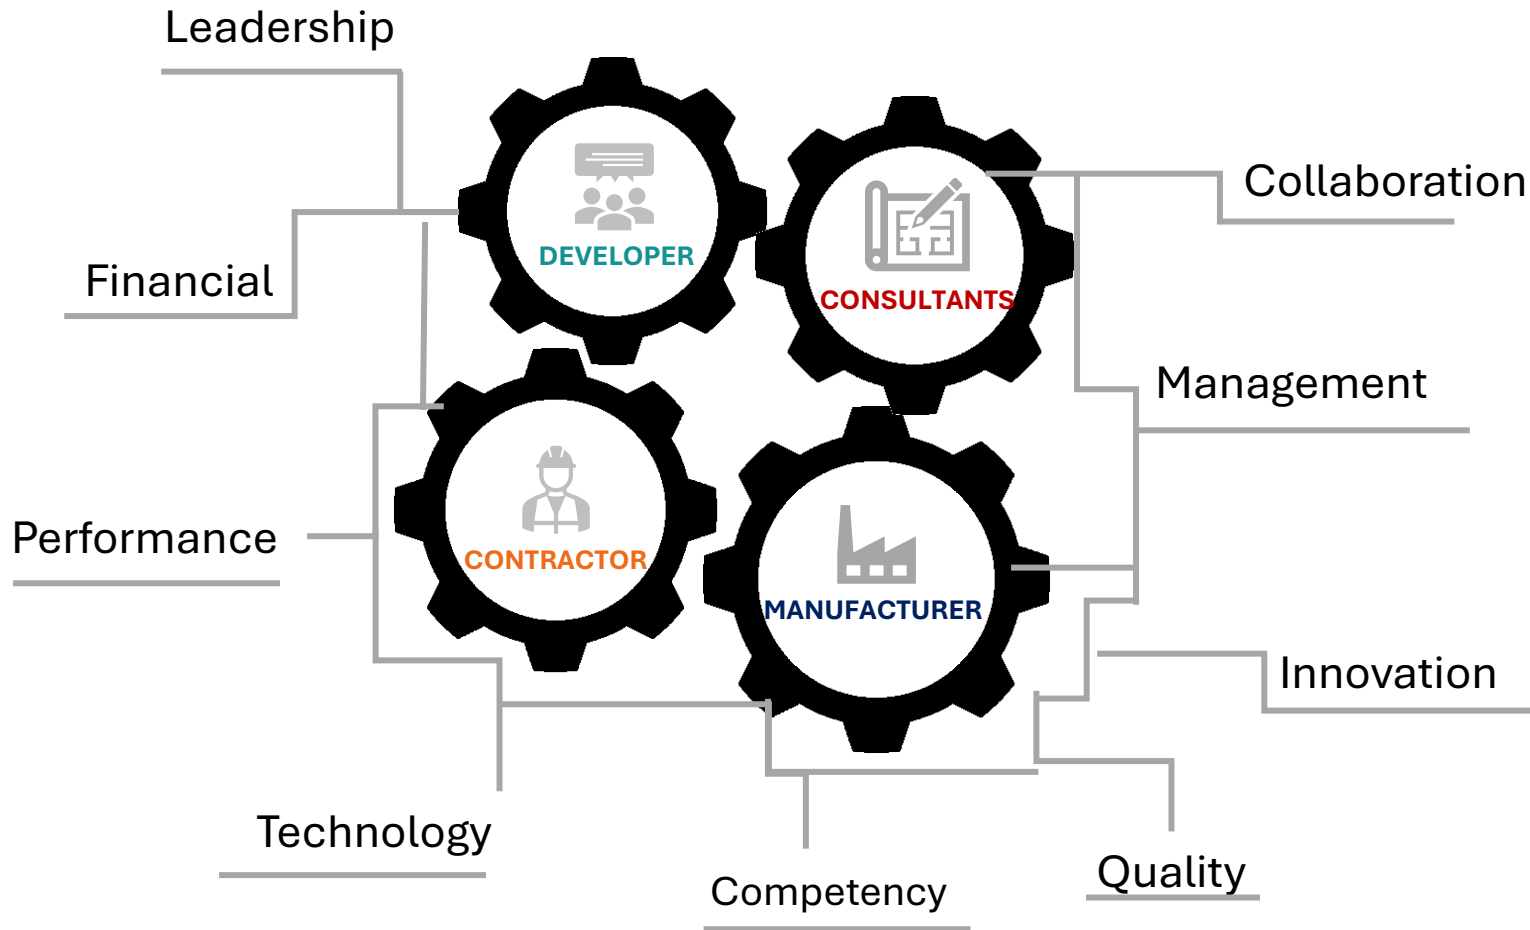 Leadership
DEVELOPER
Collaboration
Financial
CONSULTANTS
Management
Performance
CONTRACTOR
MANUFACTURER
Innovation
Technology
Competency
Quality